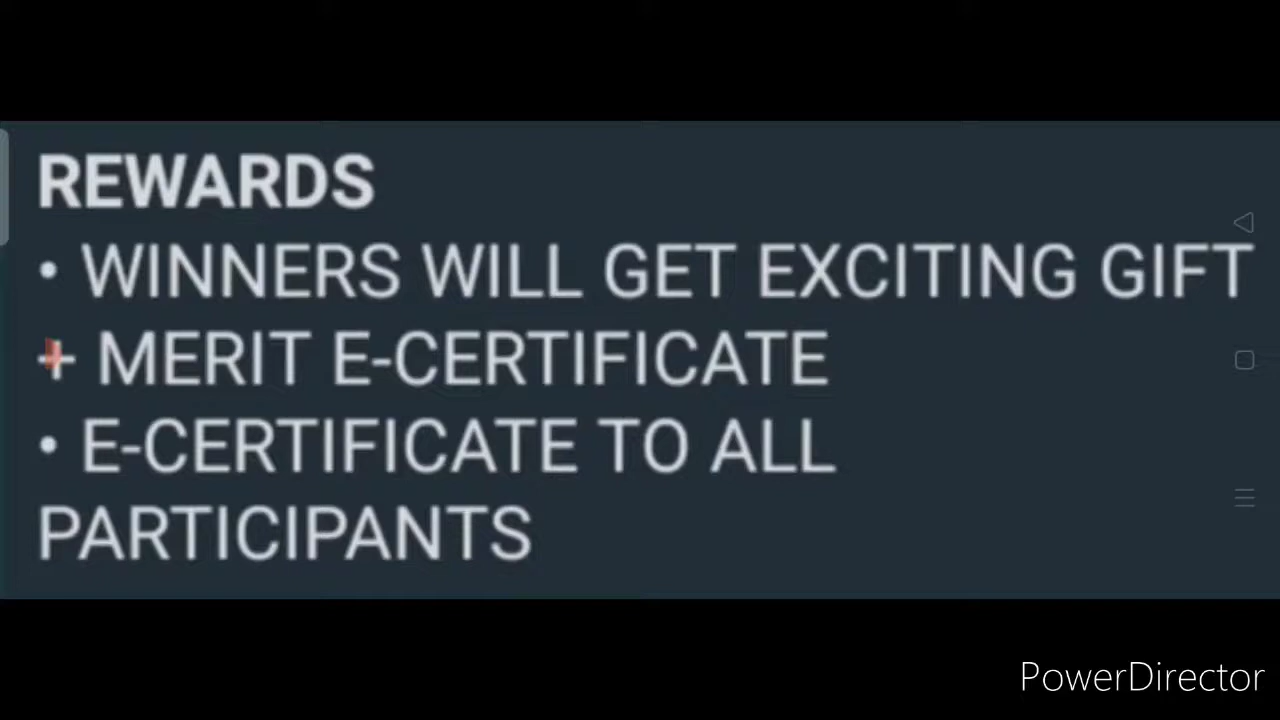 REWARDS
• WINNERS WILL GET EXCITING GIFT
+ MERIT E-CERTIFICATE
• E-CERTIFICATE TO ALL
PARTICIPANTS
PowerDirector